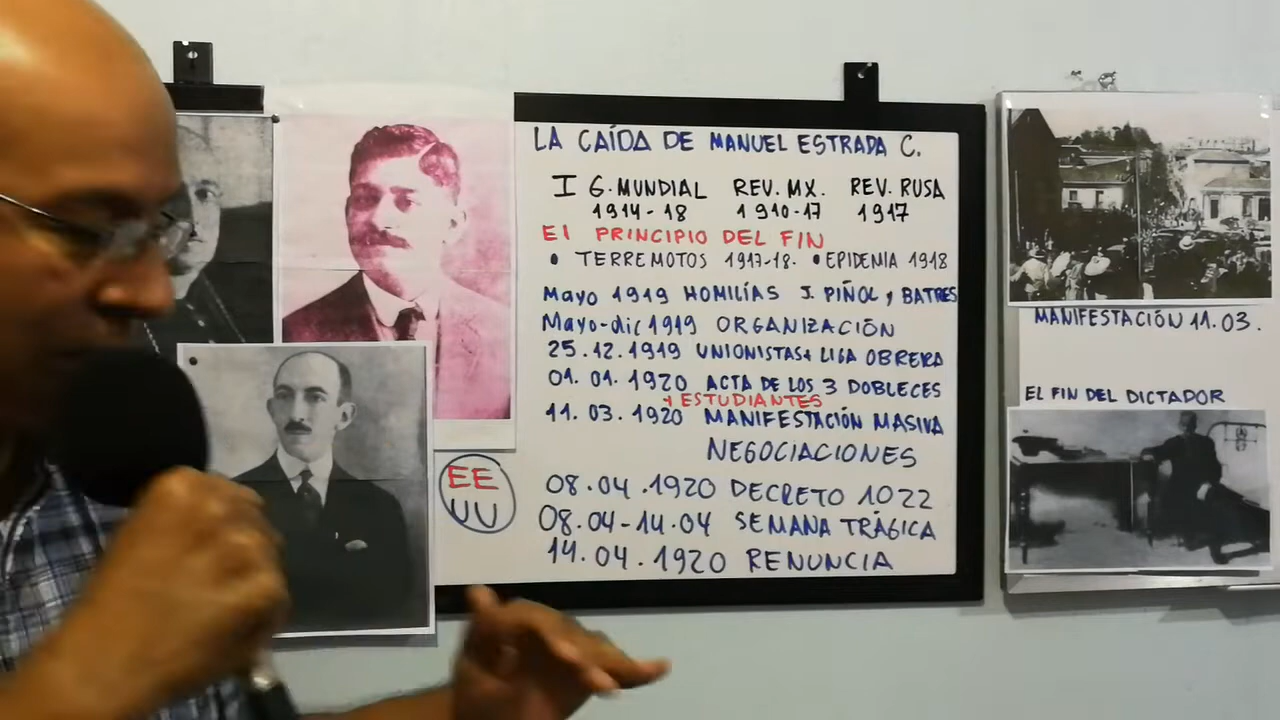 LA CAÍDA DE MANUEL ESTRADA C.
I G. MUNDIAL REV. MX. REV. RUSA
1914-18 1910-17 1917
El PRINCIPIO DEL FIN
• TERREMOTOS 1917-18. • EPIDEMIA 1918
Mayo 1919 HOMILÍAS J. PIÑOL y BATRES
Mayo-dic 1919 ORGANIZACIÓN
25.12.1919 UNIONISTAS + LIGA OBRERA
01.01.1920 ACTA DE LOS 3 DOBLECES
+ ESTUDIANTES
11.03.1920 MANIFESTACIÓN MASIVA
NEGOCIACIONES
08.04.1920 DECRETO 1022
08.04-14.04 SEMANA TRÁGICA
14.04.1920 RENUNCIA
EE
UU
MANIFESTACIÓN 11.03.
EL FIN DEL DICTADOR